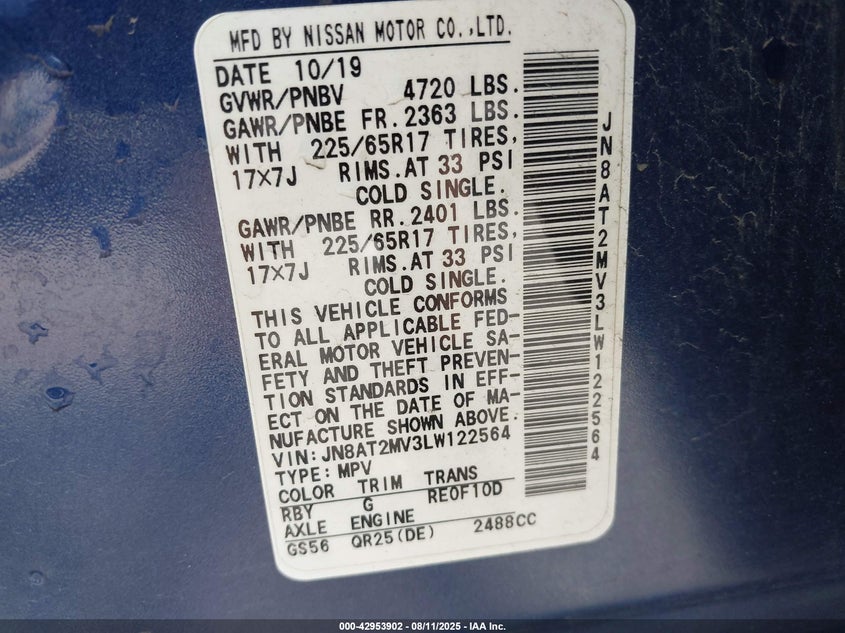 MFD BY NISSAN MOTOR CO.,LTD.
DATE 10/19
GVWR/PNBV 4720 LBS.
GAWR/PNBE FR.2363 LBS.
WITH 225/65R17 TIRES,
17X7J RIMS.AT 33 PSI
COLD SINGLE.
GAWR/PNBE RR.2401 LBS.
WITH 225/65R17 TIRES,
17X7J RIMS.AT 33 PSI
COLD SINGLE.
THIS VEHICLE CONFORMS
TO ALL APPLICABLE FED-
ERAL MOTOR VEHICLE SA-
FETY AND THEFT PREVEN-
TION STANDARDS IN EFF-
ECT ON THE DATE OF MA-
NUFACTURE SHOWN ABOVE.
VIN:JN8AT2MV3LW122564
TYPE:MPV
COLOR TRIM TRANS
RBY G RE0F10D
AXLE ENGINE
GS56 QR25(DE) 2488CC
JN8AT2MV3LW122564
000-42953902 - 08/11/2025 - IAA Inc.